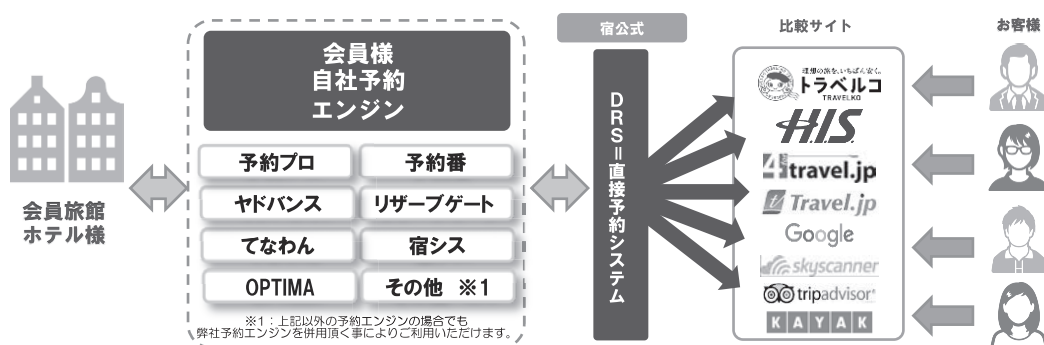 会員旅館
ホテル様
会員様
自社予約
エンジン
予約プロ
予約番
ヤドバンス
リザーブゲート
てなわん
宿シス
OPTIMA
その他 ※1
※1：上記以外の予約エンジンの場合でも
弊社予約エンジンを併用頂く事によりご利用いただけます。
宿公式
DRS＝直接予約システム
比較サイト
理想の旅を、いちばん安く。
トラベルコ
TRAVELKO
H.I.S.
4travel.jp
t Travel.jp
Google
skyscanner
tripadvisor
KAYAK
お客様